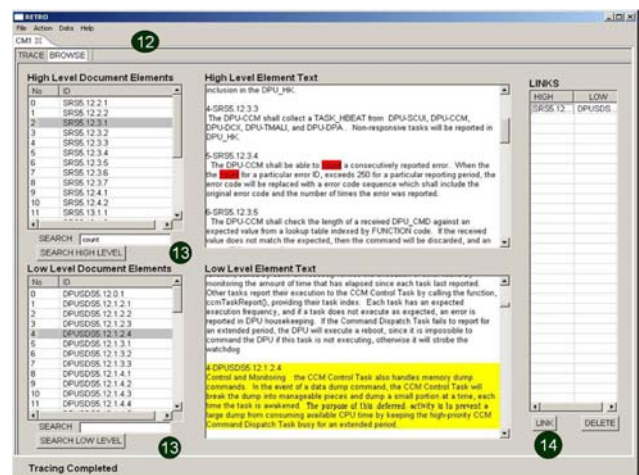 RETRO
File Action Data Help
CM1
12
TRACE BROWSE
High Level Document Elements
No ID
0 SRS5.12.2.1
1 SRS5.12.2.2
2 SRS5.12.3.1
3 SRS5.12.3.2
4 SRS5.12.3.3
5 SRS5.12.3.4
6 SRS5.12.3.5
7 SRS5.12.3.6
8 SRS5.12.3.7
9 SRS5.12.4.1
10 SRS5.12.4.2
11 SRS5.13.1.1
SEARCH count
SEARCH HIGH LEVEL
13
High Level Element Text
inclusion in the DPU_HK.
4-SRS5.12.3.3
The DPU-CCM shall collect a TASK_HBEAT from DPU-SCUI, DPU-CCM,
DPU-DCX, DPU-TMALI, and DPU-DPA . Non-responsive tasks will be reported in
DPU_HK.
5-SRS5.12.3.4
The DPU-CCM shall be able to count a consecutively reported error. When the
the count for a particular error ID, exceeds 250 for a particular reporting period, the
error code will be replaced with a error code sequence which shall include the
original error code and the number of times the error was reported.
6-SRS5.12.3.5
The DPU-CCM shall check the length of a received DPU_CMD against an
expected value from a lookup table indexed by FUNCTION code. If the received
value does not match the expected, then the command will be discarded, and an
LINKS
HIGH LOW
SRS5.12... DPUSDS...
Low Level Document Elements
No ID
0 DPUSDS5.12.0.1
1 DPUSDS5.12.1.2.1
2 DPUSDS5.12.1.2.2
3 DPUSDS5.12.1.2.3
4 DPUSDS5.12.1.2.4
5 DPUSDS5.12.1.3.1
6 DPUSDS5.12.1.3.2
7 DPUSDS5.12.1.3.3
8 DPUSDS5.12.1.4.1
9 DPUSDS5.12.1.4.2
10 DPUSDS5.12.1.4.3
11 DPUSDS5.12.1.4.4
SEARCH
SEARCH LOW LEVEL
13
Low Level Element Text
monitoring the amount of time that has elapsed since each task last reported.
Other tasks report their execution to the CCM Control Task by calling the function,
ccmTaskReport(), providing their task index. Each task has an expected
execution frequency, and if a task does not execute as expected, an error is
reported in DPU housekeeping. If the Command Dispatch Task fails to report for
an extended period, the DPU will execute a reboot, since it is impossible to
command the DPU if this task is not executing, otherwise it will strobe the
watchdog
4-DPUSDS5.12.1.2.4
Control and Monitoring the CCM Control Task also handles memory dump
commands. In the event of a data dump command, the CCM Control Task will
break the dump into manageable pieces and dump a small portion at a time, each
time the task is awakened. The purpose of this deferred activity is to prevent a
large dump from consuming available CPU time by keeping the high-priority CCM
Command Dispatch Task busy for an extended period.
LINK DELETE
14
Tracing Completed